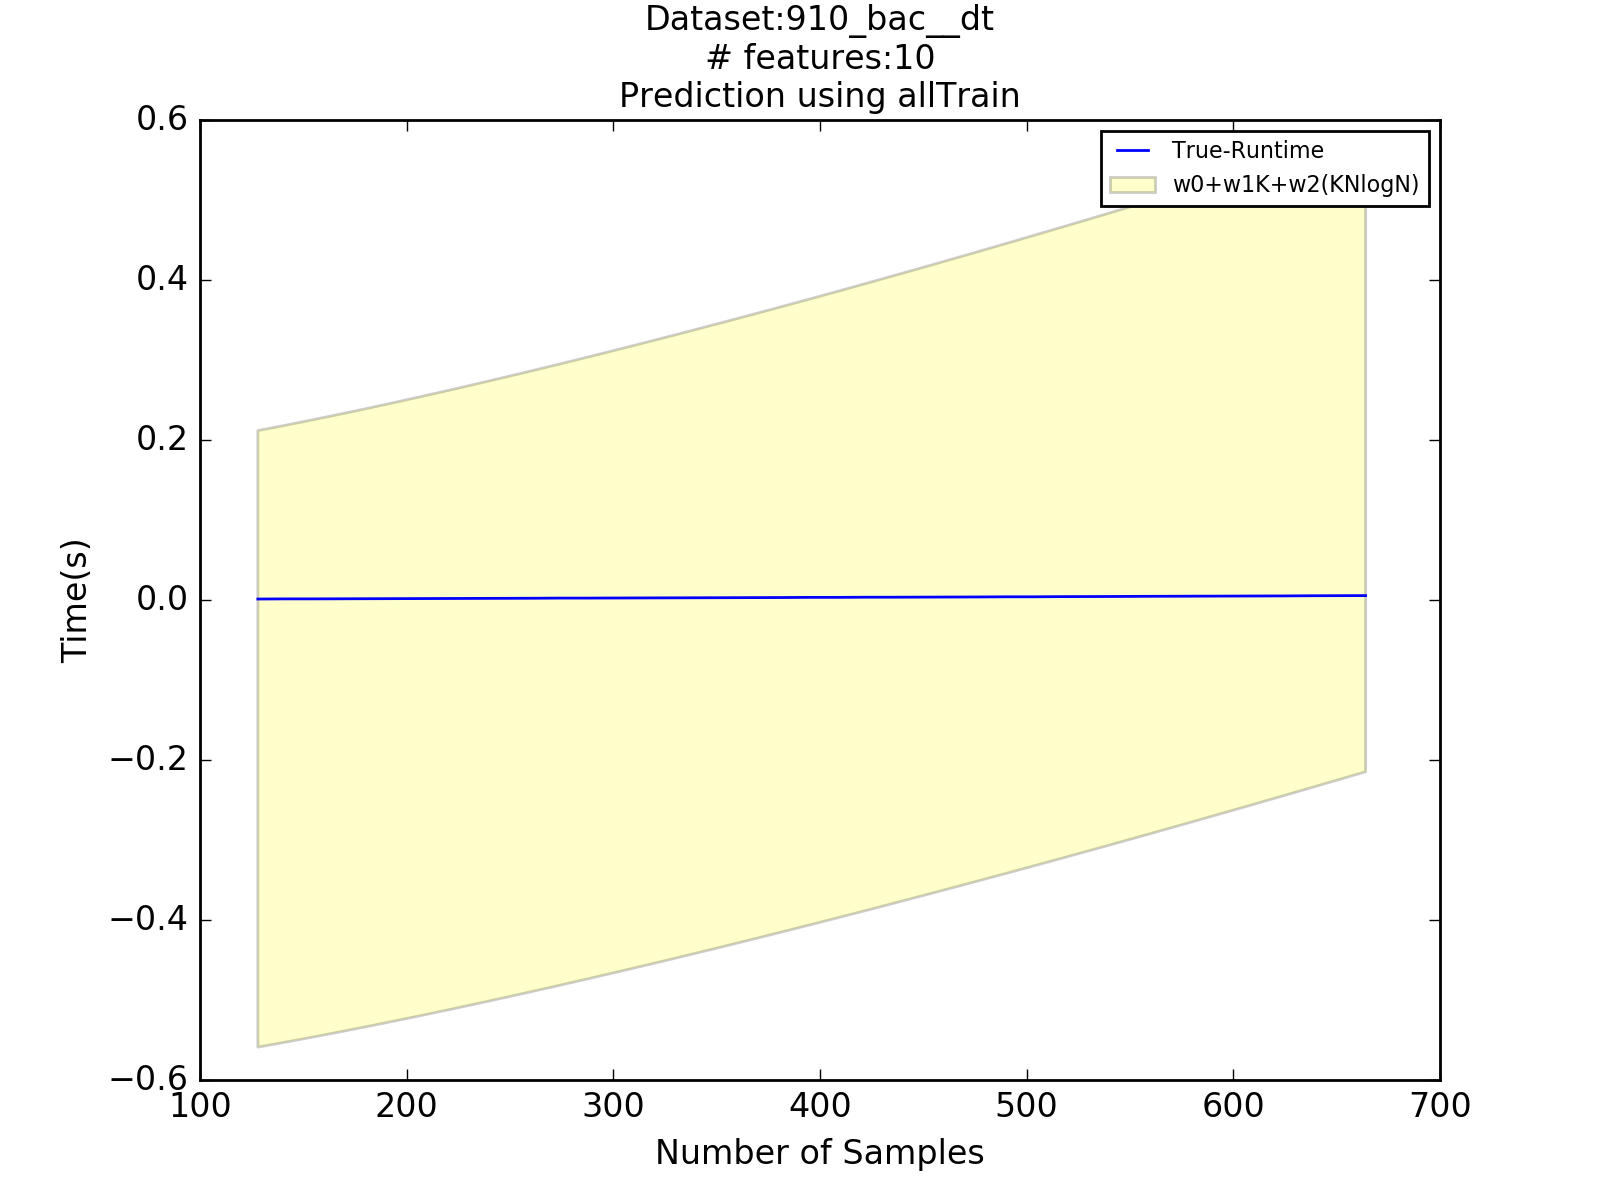 Dataset:910_bac__dt
# features:10
Prediction using allTrain
True-Runtime
w0+w1K+w2(KNlogN)
0.6
0.4
0.2
0.0
−0.2
−0.4
−0.6
Time(s)
100 200 300 400 500 600 700
Number of Samples